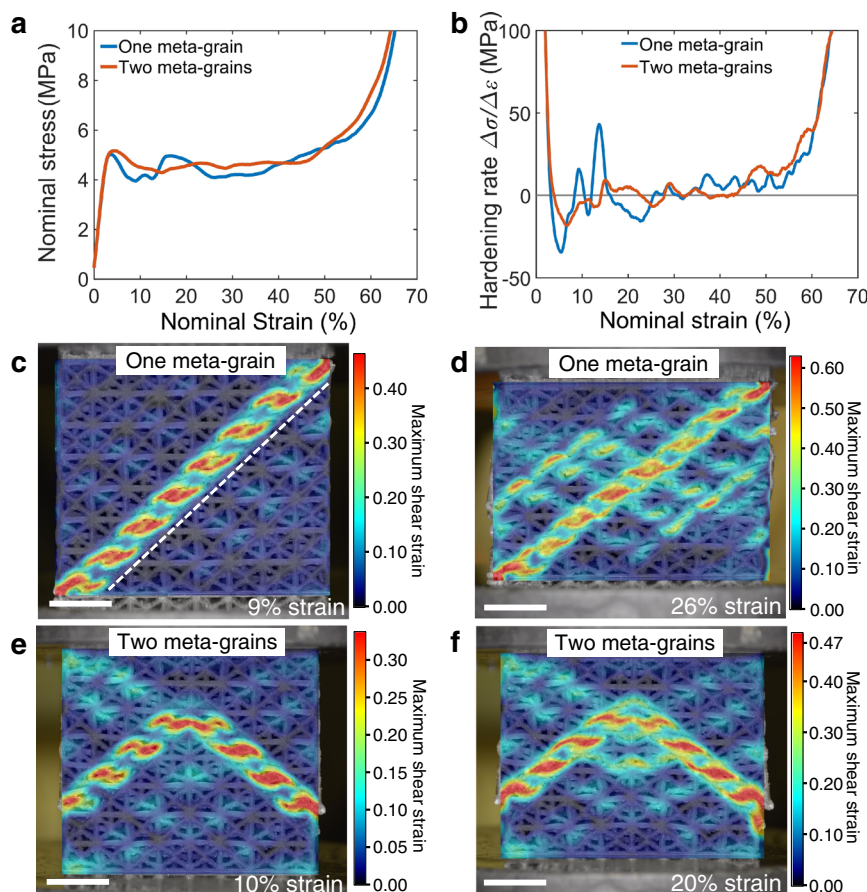 a
10
8
6
4
2
0
Nominal stress (MPa)
One meta-grain
Two meta-grains
0 10 20 30 40 50 60 70
Nominal Strain (%)
b
100
50
0
-50
Hardening rate Δσ/Δε (MPa)
One meta-grain
Two meta-grains
0 10 20 30 40 50 60 70
Nominal strain (%)
c
One meta-grain
9% strain
0.40
0.30
0.20
0.10
0.00
Maximum shear strain
d
One meta-grain
26% strain
0.60
0.50
0.40
0.30
0.20
0.10
0.00
Maximum shear strain
e
Two meta-grains
10% strain
0.30
0.25
0.20
0.15
0.10
0.05
0.00
Maximum shear strain
f
Two meta-grains
20% strain
0.47
0.40
0.30
0.20
0.10
0.00
Maximum shear strain